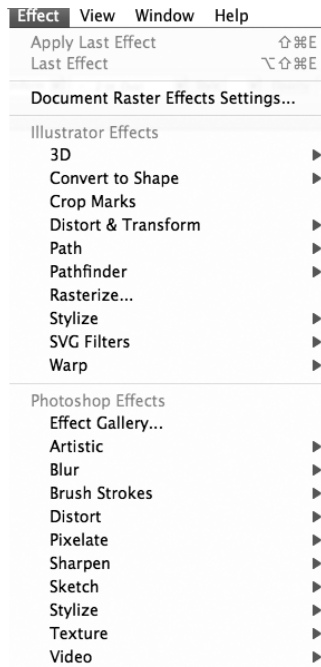 Effect View Window Help
Apply Last Effect ⇧⌘E
Last Effect ⌥⇧⌘E
Document Raster Effects Settings...
Illustrator Effects
3D
Convert to Shape
Crop Marks
Distort & Transform
Path
Pathfinder
Rasterize...
Stylize
SVG Filters
Warp
Photoshop Effects
Effect Gallery...
Artistic
Blur
Brush Strokes
Distort
Pixelate
Sharpen
Sketch
Stylize
Texture
Video